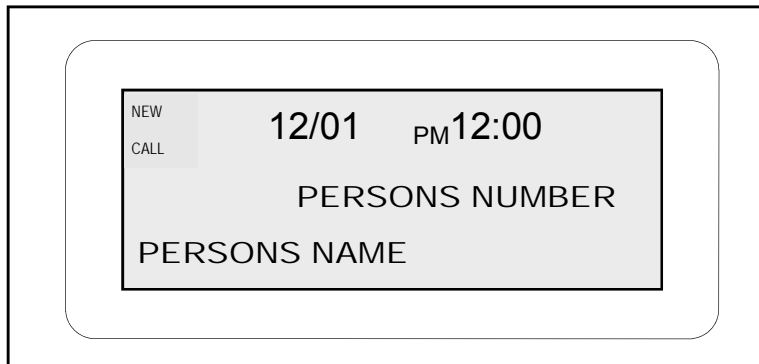 NEW
CALL
12/01 PM12:00
PERSONS NUMBER
PERSONS NAME